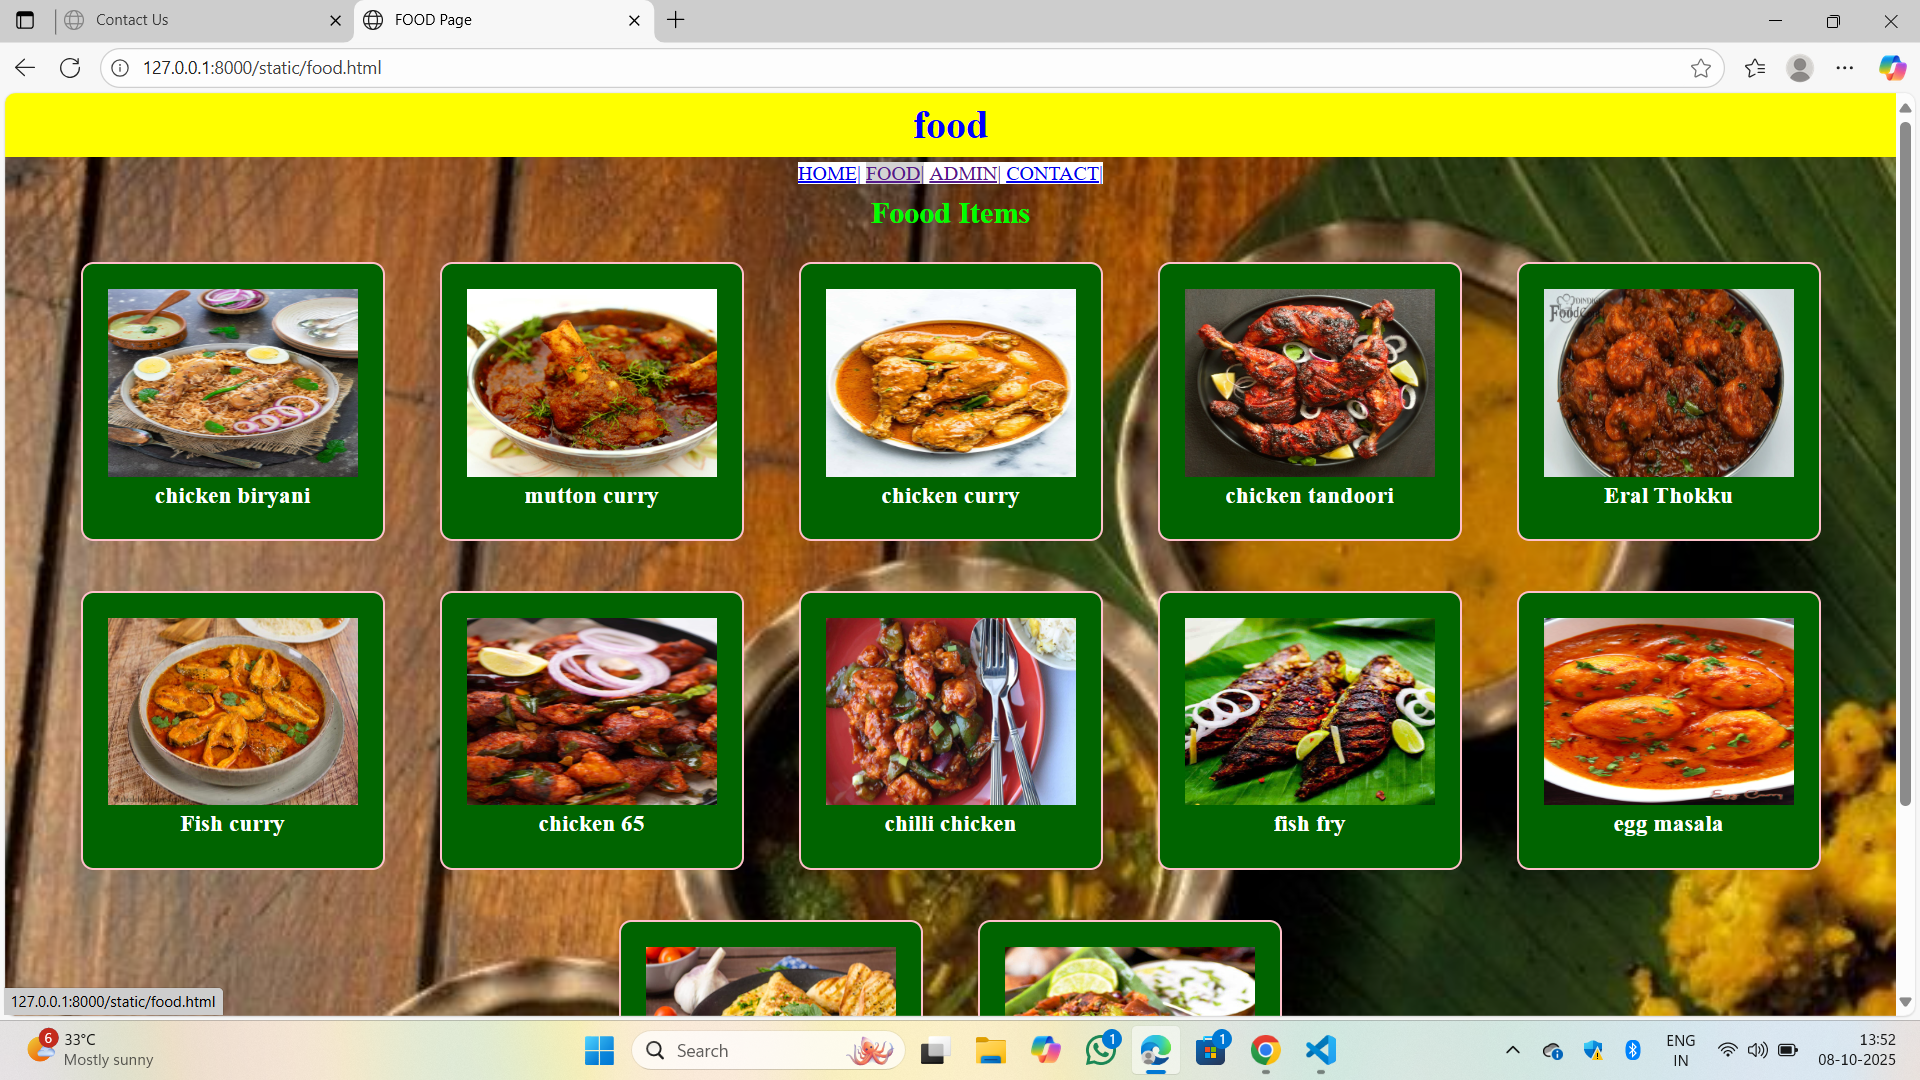 Contact Us
FOOD Page
127.0.0.1:8000/static/food.html
food
HOME| FOOD| ADMIN| CONTACT|
Foood Items
chicken biryani
mutton curry
chicken curry
chicken tandoori
Eral Thokku
Fish curry
chicken 65
chilli chicken
fish fry
egg masala
127.0.0.1:8000/static/food.html
6
33°C
Mostly sunny
Search
1
1
ENG
IN
13:52
08-10-2025